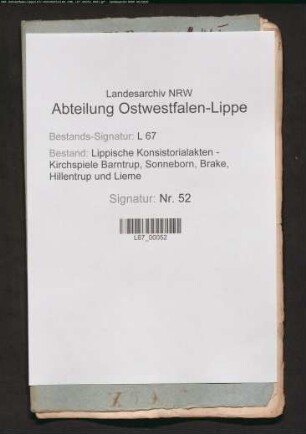 Landesarchiv NRW
Abteilung Ostwestfalen-Lippe
Bestands-Signatur: L 67
Bestand: Lippische Konsistorialakten -
Kirchspiele Barntrup, Sonneborn, Brake,
Hillentrup und Lieme
Signatur: Nr. 52
L67_00052